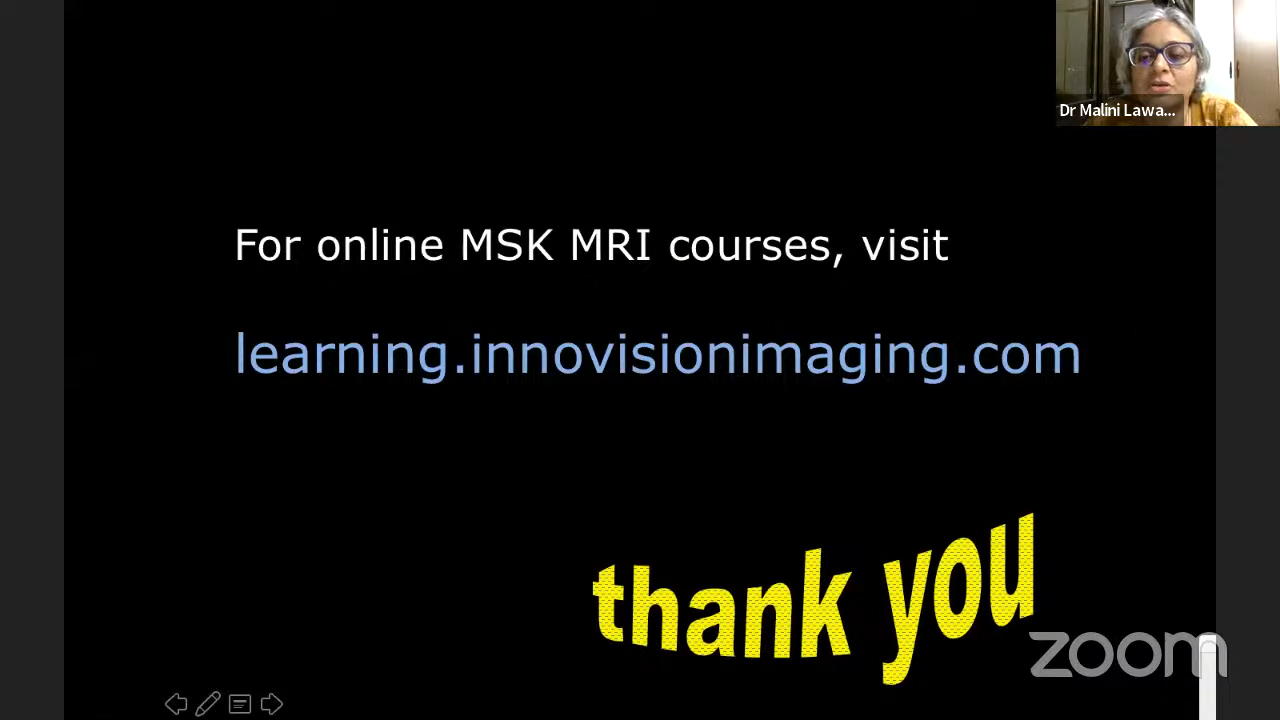 Dr Malini Lawa...
For online MSK MRI courses, visit
learning.innovisionimaging.com
thank you
zoom